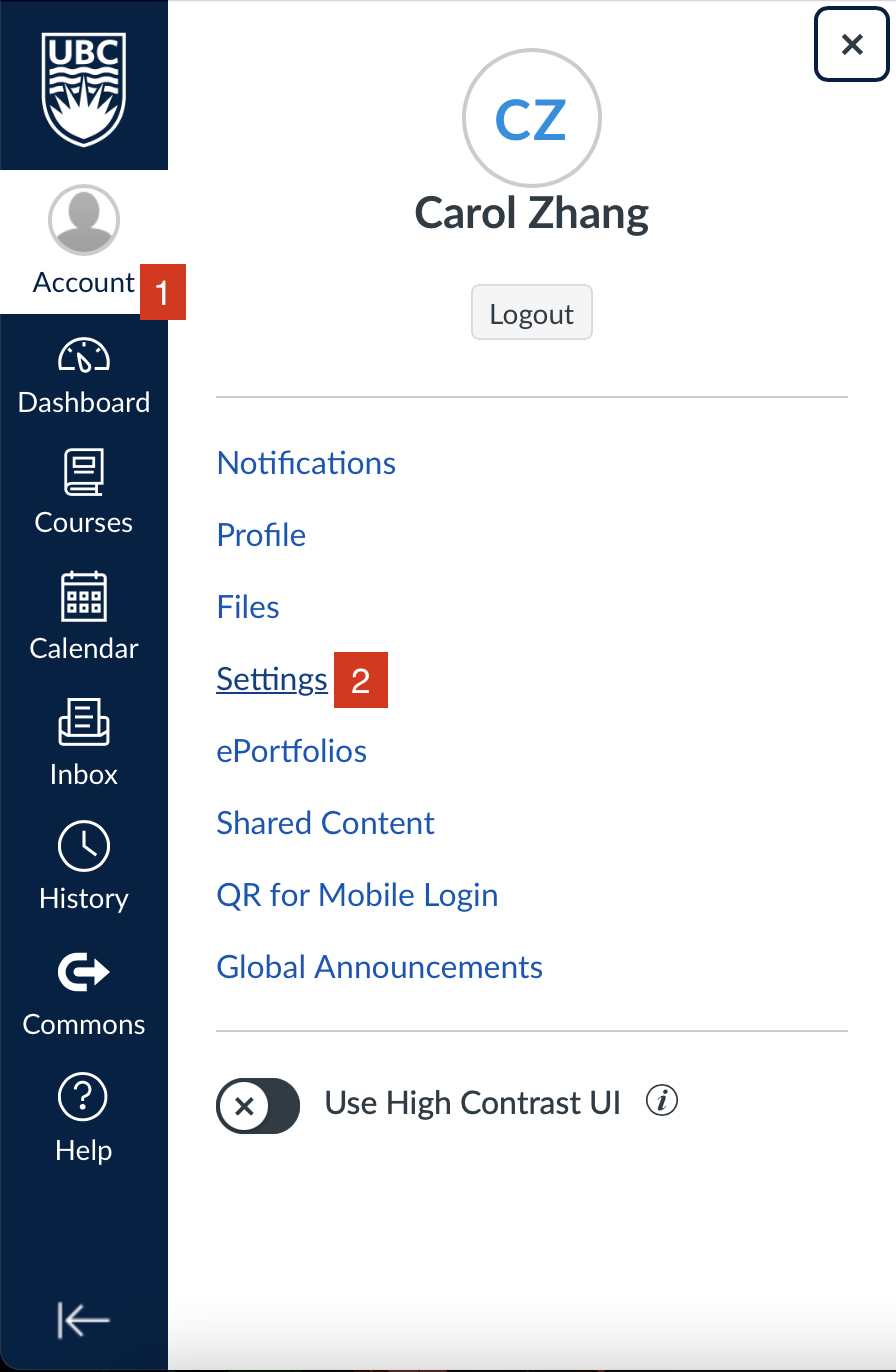 UBC
Account
1
Dashboard
Courses
Calendar
Inbox
History
Commons
Help
CZ
Carol Zhang
Logout
Notifications
Profile
Files
Settings 2
ePortfolios
Shared Content
QR for Mobile Login
Global Announcements
Use High Contrast UI